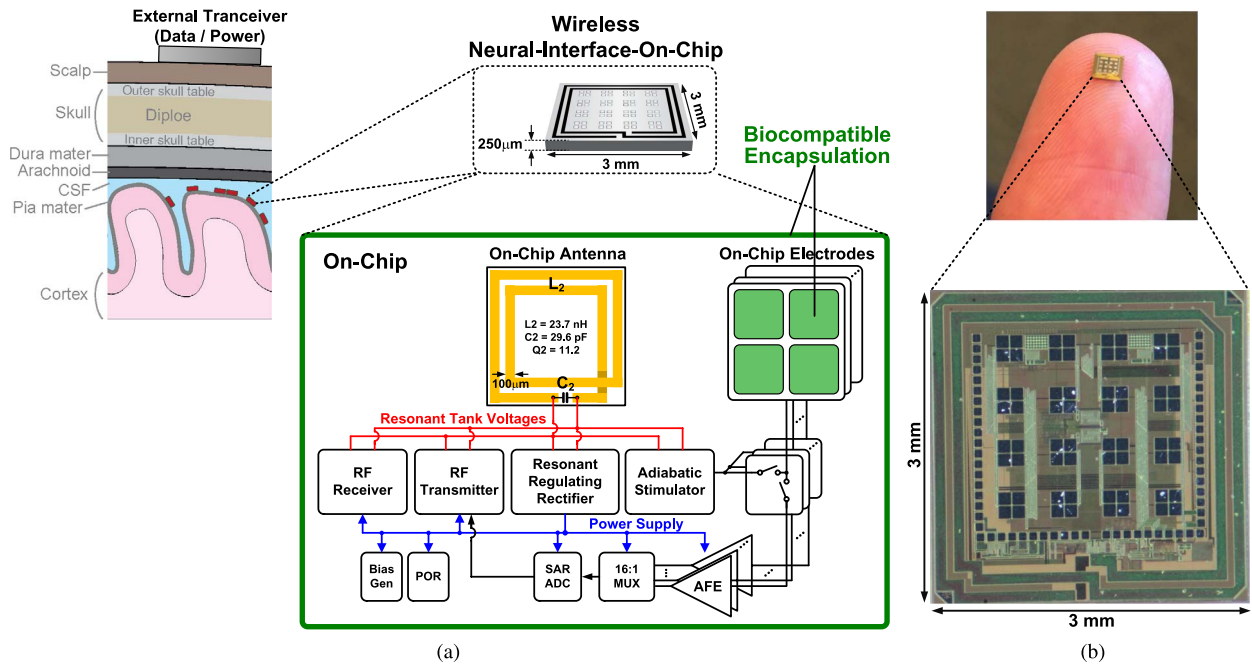 External Tranceiver
(Data / Power)
Scalp
Outer skull table
Skull
Diploe
Inner skull table
Dura mater
Arachnoid
CSF
Pia mater
Cortex
Wireless
Neural-Interface-On-Chip
3 mm
250μm
3 mm
Biocompatible
Encapsulation
On-Chip
On-Chip Antenna
L2
L2 = 23.7 nH
C2 = 29.6 pF
Q2 = 11.2
100μm
C2
On-Chip Electrodes
Resonant Tank Voltages
RF
Receiver
RF
Transmitter
Resonant
Regulating
Rectifier
Adiabatic
Stimulator
Power Supply
Bias
Gen
POR
SAR
ADC
16:1
MUX
AFE
(a)
3 mm
3 mm
(b)